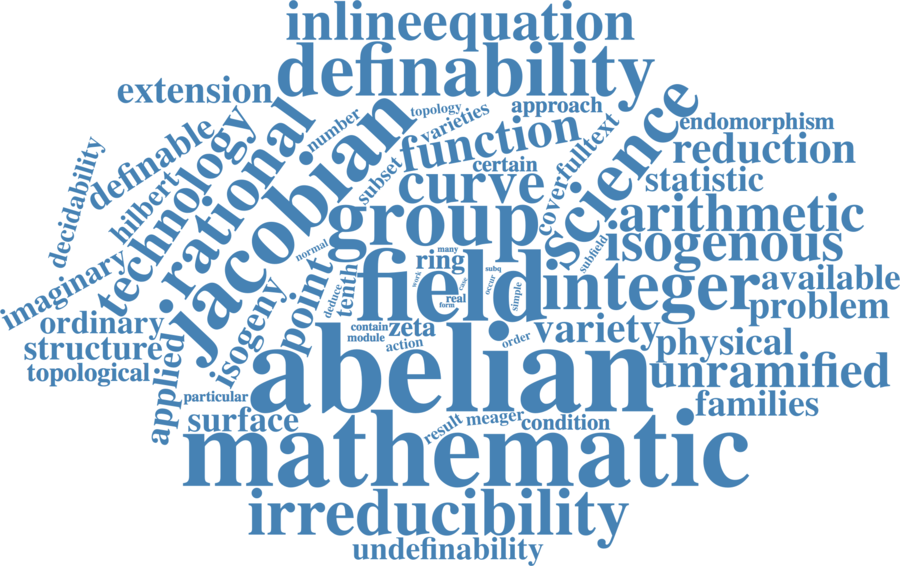 inlineequation
definability
extension
topology
approach
science
number
varieties
function
coverfulltext
endomorphism
definable
technology
rational
jacobian
certain
reduction
decidability
hilbert
subset
curve
statistic
group
arithmetic
isogenous
subfield
normal
many
ring
imaginary
point
field
work
case
subq
occur
simple
real
form
integer
available
problem
deduce
tenth
ordinary
isogeny
contain
zeta
module
action
order
variety
physical
structure
topological
applied
abelian
unramified
particular
families
surface
result
meager
condition
mathematic
irreducibility
undefinability